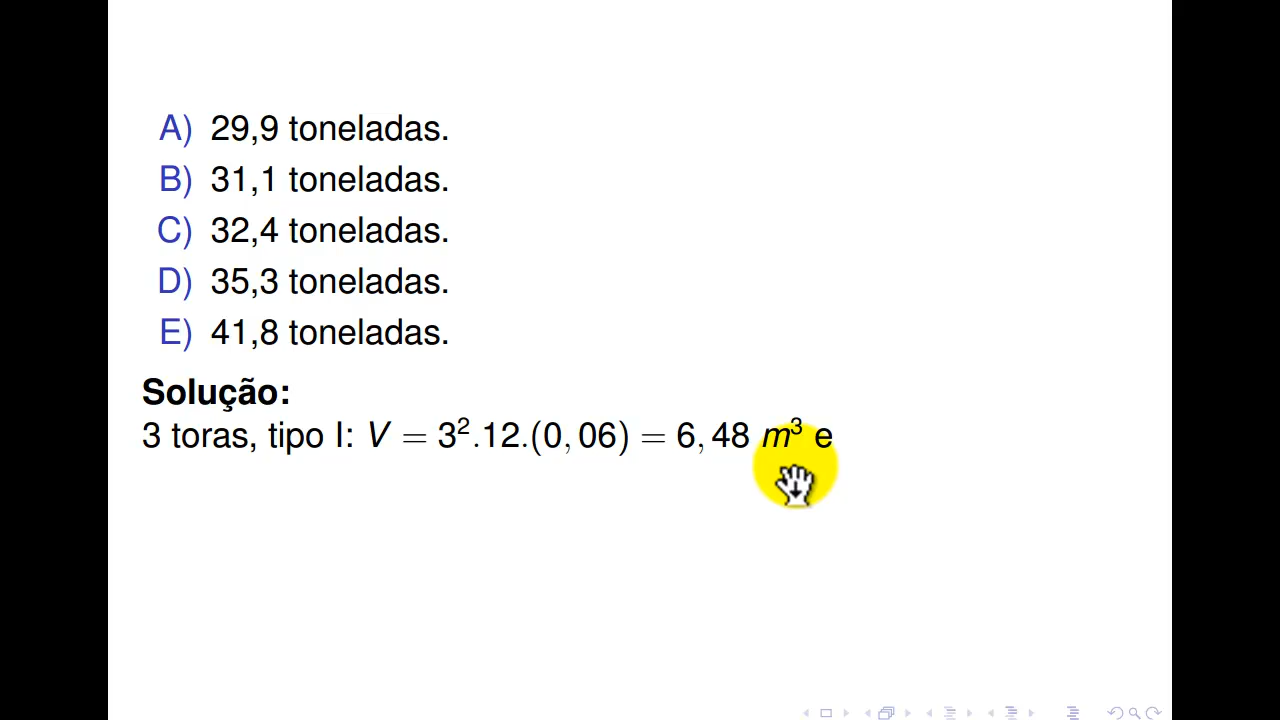 A) 29,9 toneladas.
B) 31,1 toneladas.
C) 32,4 toneladas.
D) 35,3 toneladas.
E) 41,8 toneladas.
Solução:
3 toras, tipo I: V = 3².12.(0, 06) = 6, 48 m³ e